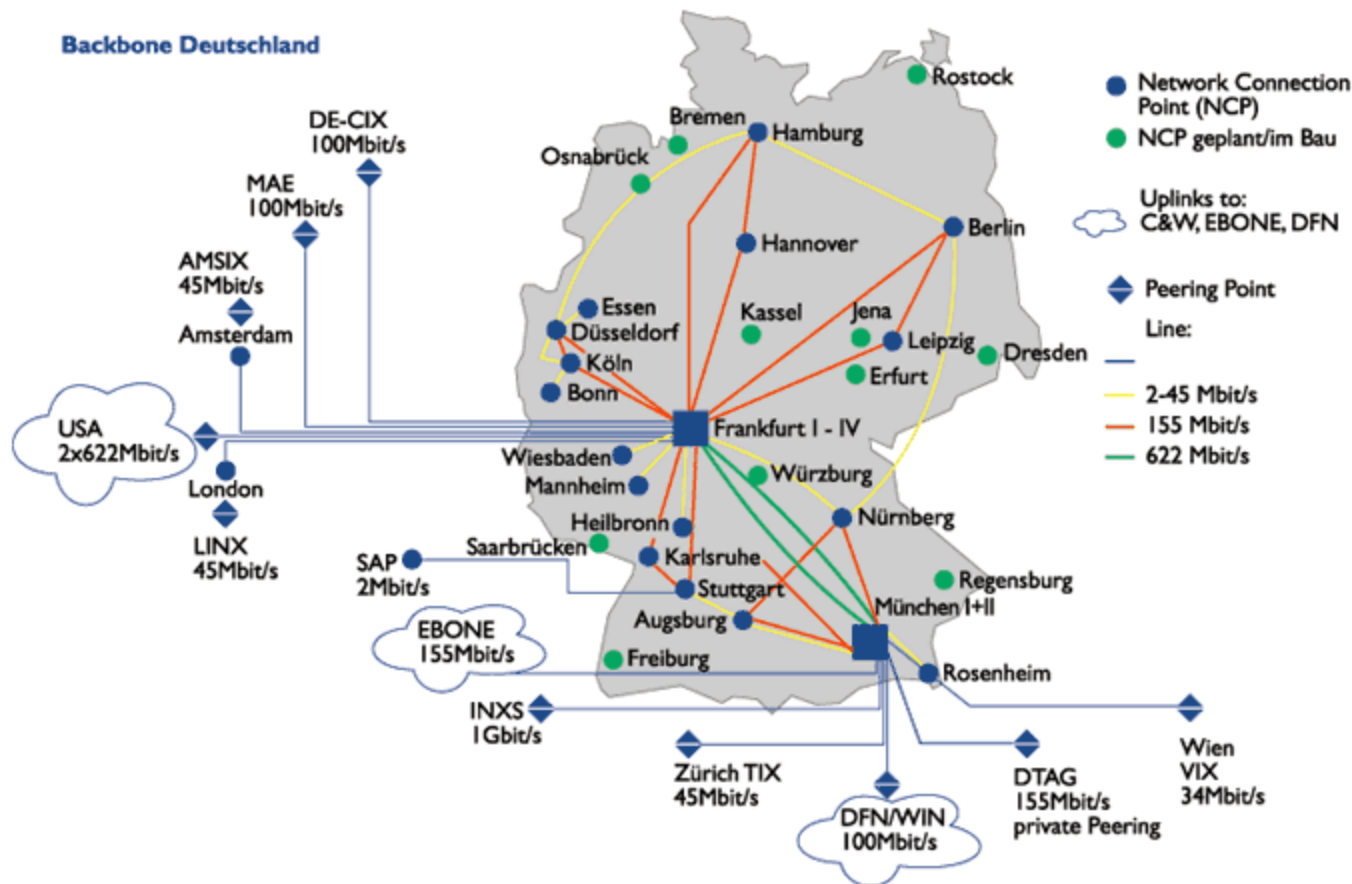 Backbone Deutschland
DE-CIX
100Mbit/s
MAE
100Mbit/s
AMSIX
45Mbit/s
Amsterdam
USA
2x622Mbit/s
London
LINX
45Mbit/s
SAP
2Mbit/s
EBONE
155Mbit/s
INXS
1Gbit/s
Zürich TIX
45Mbit/s
DFN/WIN
100Mbit/s
DTAG
155Mbit/s
private Peering
Wien
VIX
34Mbit/s
Rostock
Bremen
Hamburg
Osnabrück
Berlin
Hannover
Essen
Kassel
Jena
Düsseldorf
Leipzig
Dresden
Köln
Erfurt
Bonn
Frankfurt I - IV
Wiesbaden
Würzburg
Mannheim
Nürnberg
Heilbronn
Saarbrücken
Karlsruhe
Stuttgart
Regensburg
München I+II
Augsburg
Freiburg
Rosenheim
Network Connection
Point (NCP)
NCP geplant/im Bau
Uplinks to:
C&W, EBONE, DFN
Peering Point
Line:
2-45 Mbit/s
155 Mbit/s
622 Mbit/s